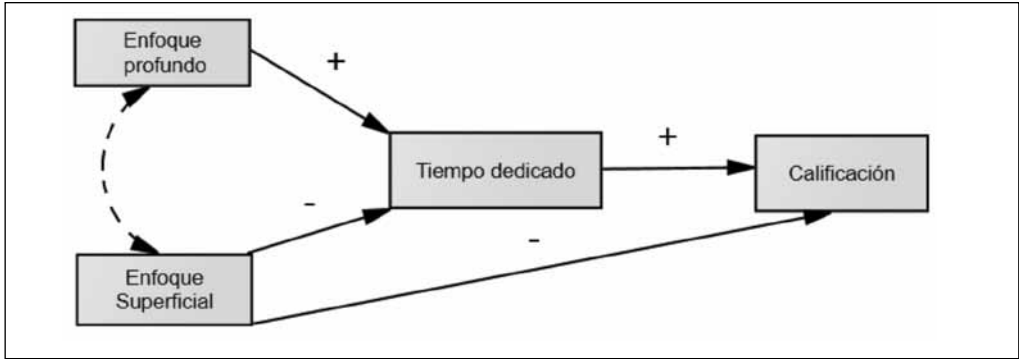 Enfoque
profundo
+
Tiempo dedicado
+
Calificación
-
-
Enfoque
Superficial